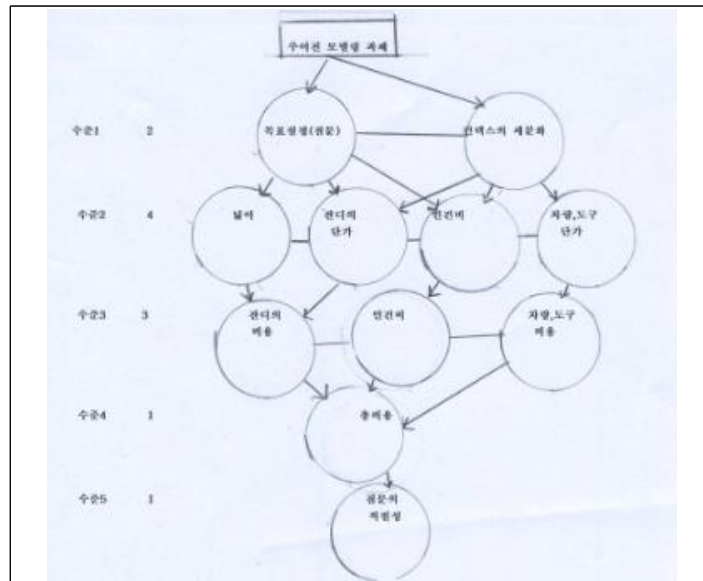 주어진 모델링 과제
수준1 2 목표설정(질문) 컨텍스의 세분화
수준2 4 넓이 잔디의 단가 인건비 차량,도구 단가
수준3 3 잔디의 비용 인건비 차량,도구 비용
수준4 1 총비용
수준5 1 질문의 적절성